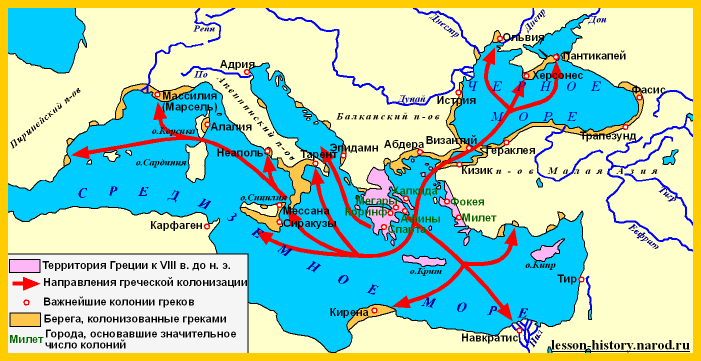 Ольвия
Днепр
Дон
Днестр
Пантикапей
Рейн
Адрия
По
Херсонес
ЧЕРНОЕ
МОРЕ
Фасис
Массилия
(Марсель)
Дунай
Истрия
Пиринейский п-ов
Апеннинский п-ов
Балканский п-ов
о.Корсика
Алалия
Трапезунд
Византий
Гераклея
Абдера
Эпидамн
Неаполь
Тарент
о.Сардиния
Кизик
п-ов Малая Азия
Тигр
Евфрат
СРЕДИЗЕМНОЕ МОРЕ
о.Сицилия
Мессана
Сиракузы
Карфаген
Халкида
Мегары
Коринф
Афины
Спарта
Фокея
Милет
о.Крит
о.Кипр
Тир
Кирена
Навкратис
Нил
Территория Греции к VIII в. до н. э.
Направления греческой колонизации
Важнейшие колонии греков
Берега, колонизованные греками
Милет Города, основавшие значительное
число колоний
lesson-history.narod.ru